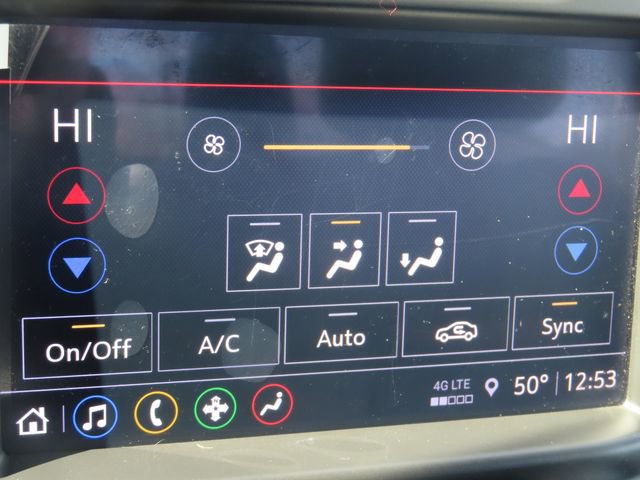 HI HI
On/Off A/C Auto Sync
4G LTE 50° 12:53